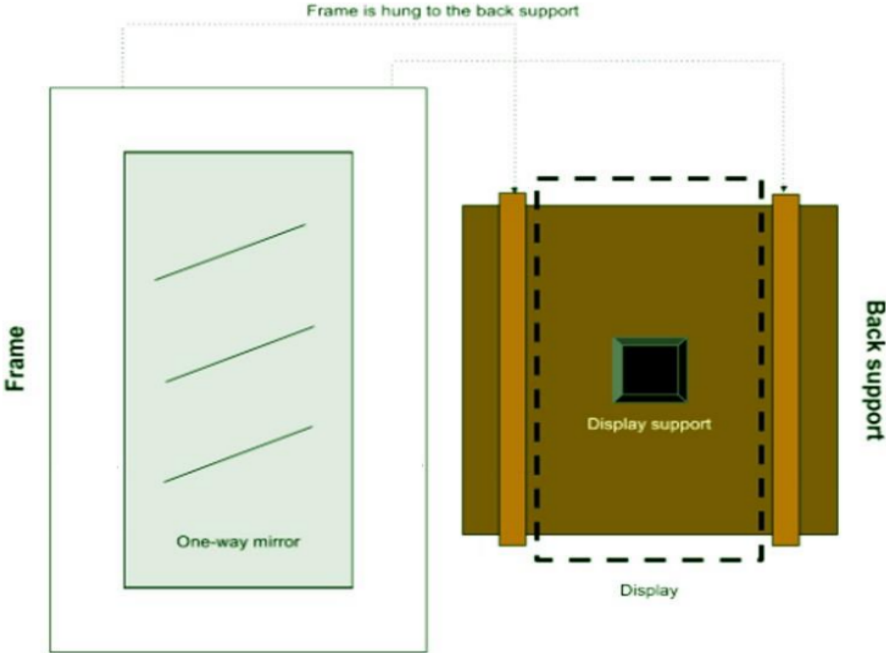 Frame is hung to the back support
Frame
One-way mirror
Display support
Display
Back support